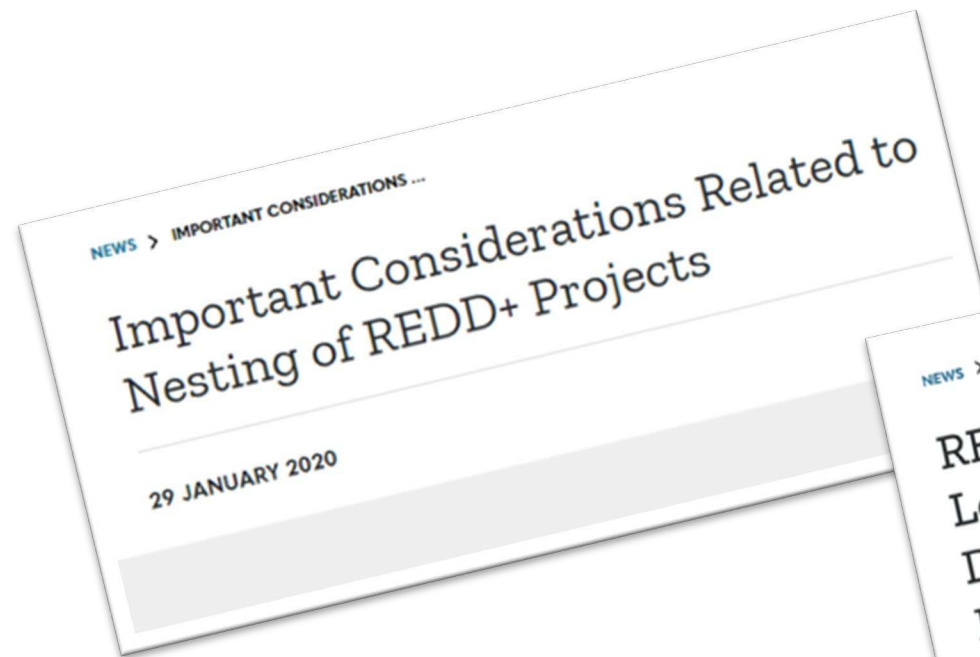 NEWS > IMPORTANT CONSIDERATIONS ...
Important Considerations Related to
Nesting of REDD+ Projects
29 JANUARY 2020
NEWS >